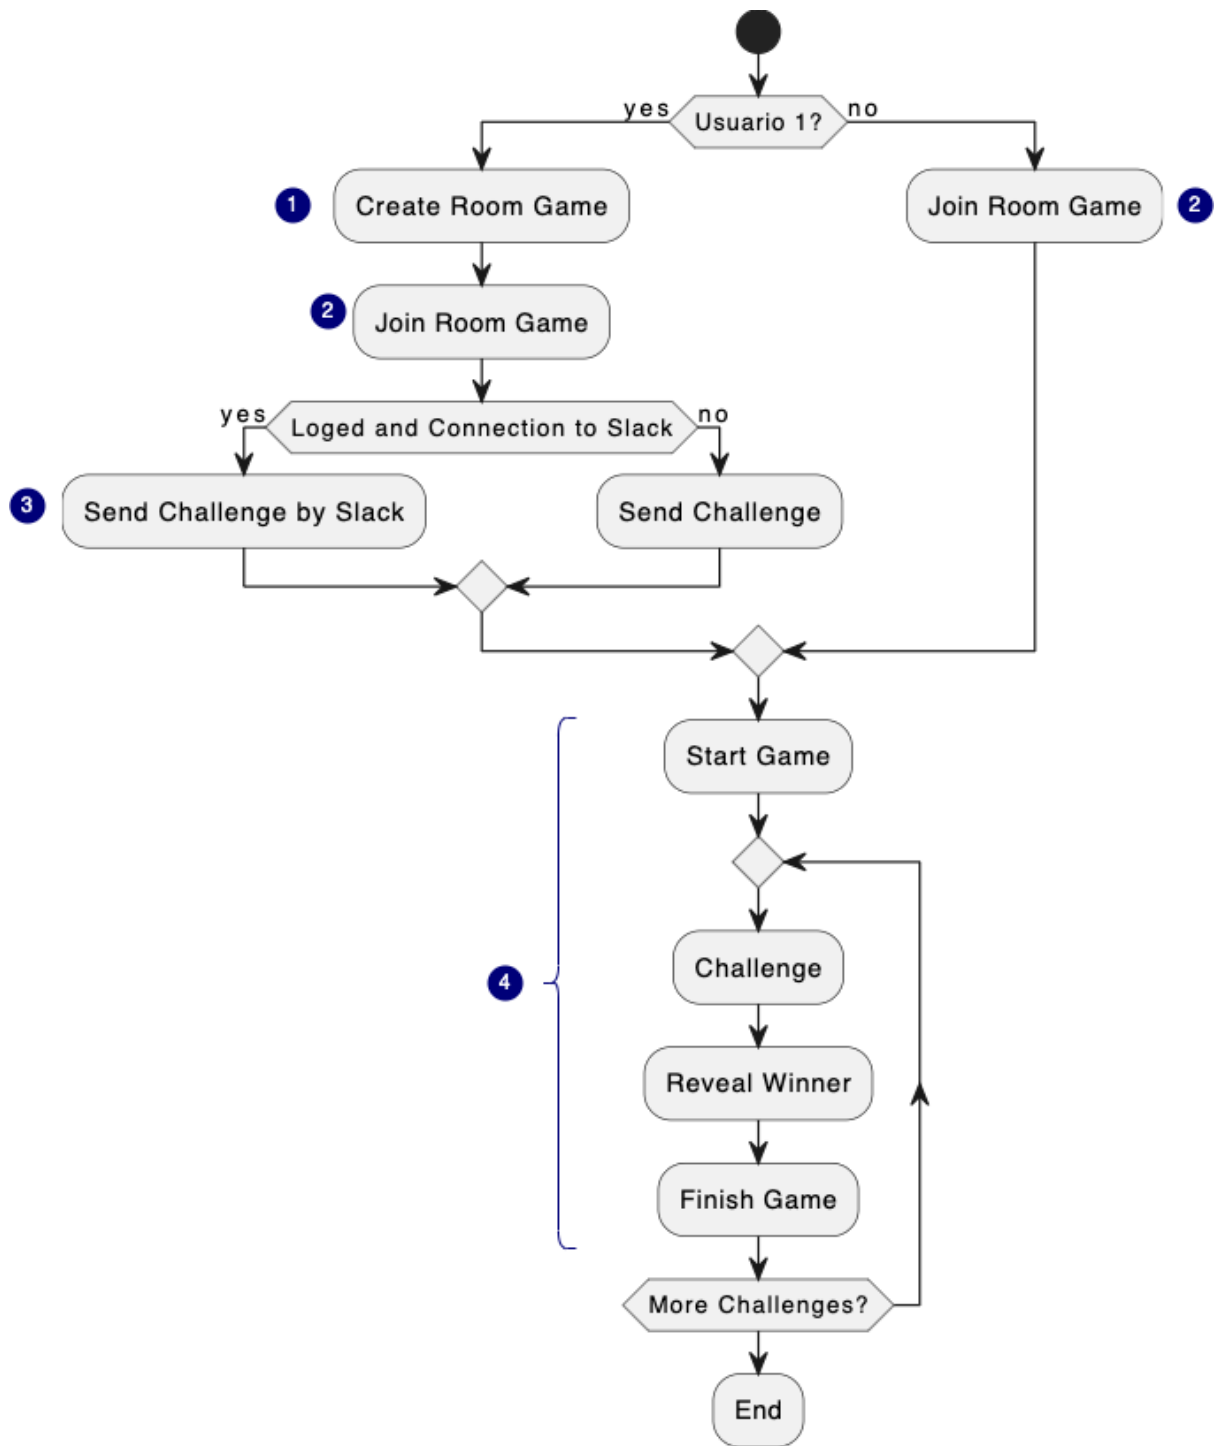 yes
Usuario 1?
no
1
Create Room Game
Join Room Game
2
2
Join Room Game
yes
Loged and Connection to Slack
no
3
Send Challenge by Slack
Send Challenge
Start Game
4
Challenge
Reveal Winner
Finish Game
More Challenges?
End